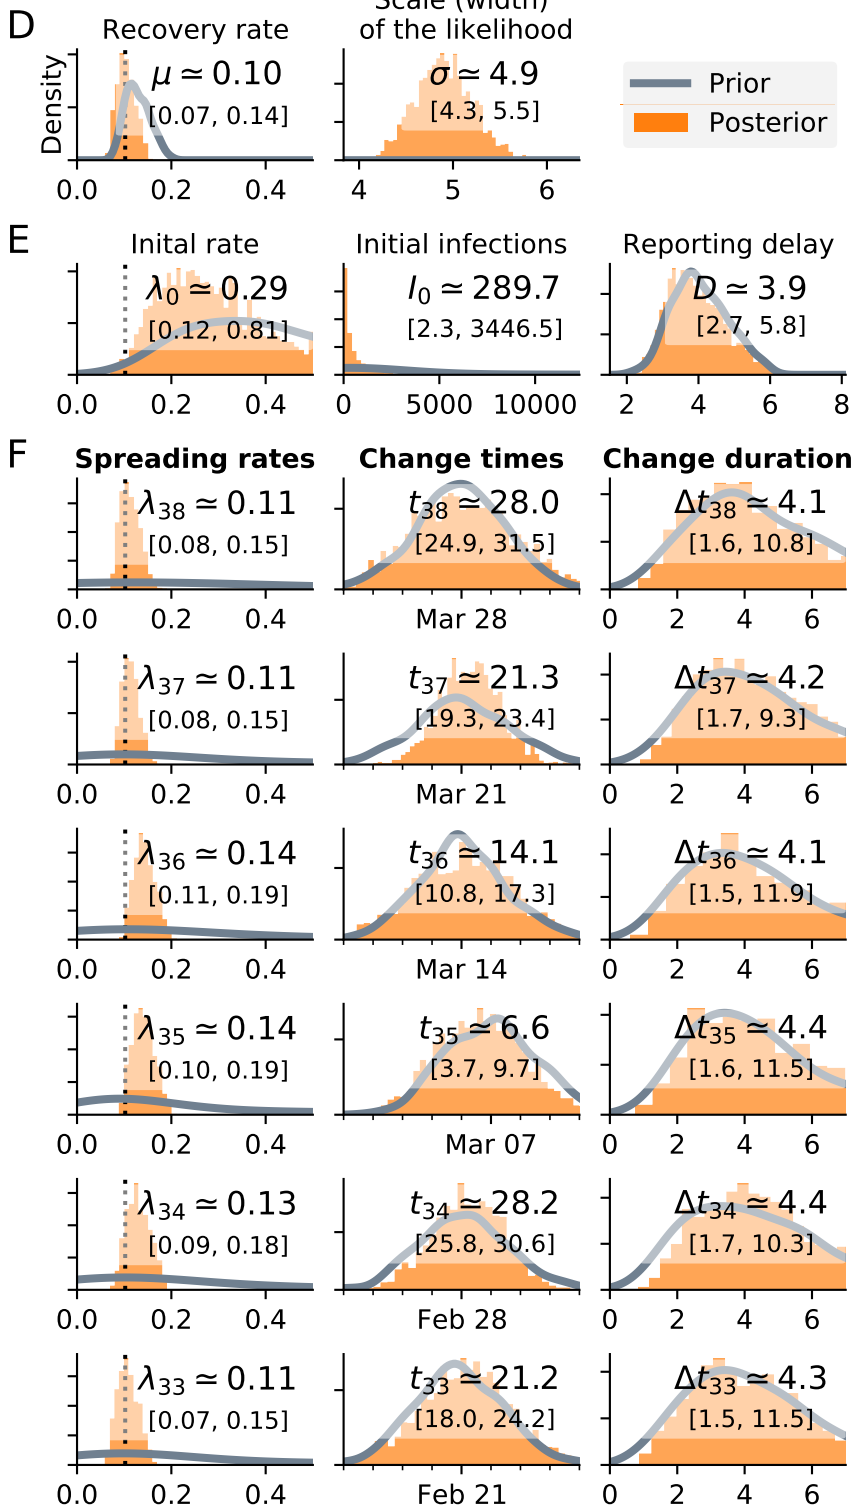 D
Recovery rate
Scale (width)
of the likelihood
Density
μ ≃ 0.10
[0.07, 0.14]
0.0 0.2 0.4
σ ≃ 4.9
[4.3, 5.5]
4 5 6
Prior
Posterior
E
Inital rate
λ₀ ≃ 0.29
[0.12, 0.81]
0.0 0.2 0.4
Initial infections
I₀ ≃ 289.7
[2.3, 3446.5]
0 5000 10000
Reporting delay
D ≃ 3.9
[2.7, 5.8]
2 4 6 8
F
Spreading rates
Change times
Change duration
λ₃₈ ≃ 0.11
[0.08, 0.15]
0.0 0.2 0.4
t₃₈ ≃ 28.0
[24.9, 31.5]
Mar 28
Δt₃₈ ≃ 4.1
[1.6, 10.8]
0 2 4 6
λ₃₇ ≃ 0.11
[0.08, 0.15]
0.0 0.2 0.4
t₃₇ ≃ 21.3
[19.3, 23.4]
Mar 21
Δt₃₇ ≃ 4.2
[1.7, 9.3]
0 2 4 6
λ₃₆ ≃ 0.14
[0.11, 0.19]
0.0 0.2 0.4
t₃₆ ≃ 14.1
[10.8, 17.3]
Mar 14
Δt₃₆ ≃ 4.1
[1.5, 11.9]
0 2 4 6
λ₃₅ ≃ 0.14
[0.10, 0.19]
0.0 0.2 0.4
t₃₅ ≃ 6.6
[3.7, 9.7]
Mar 07
Δt₃₅ ≃ 4.4
[1.6, 11.5]
0 2 4 6
λ₃₄ ≃ 0.13
[0.09, 0.18]
0.0 0.2 0.4
t₃₄ ≃ 28.2
[25.8, 30.6]
Feb 28
Δt₃₄ ≃ 4.4
[1.7, 10.3]
0 2 4 6
λ₃₃ ≃ 0.11
[0.07, 0.15]
0.0 0.2 0.4
t₃₃ ≃ 21.2
[18.0, 24.2]
Feb 21
Δt₃₃ ≃ 4.3
[1.5, 11.5]
0 2 4 6